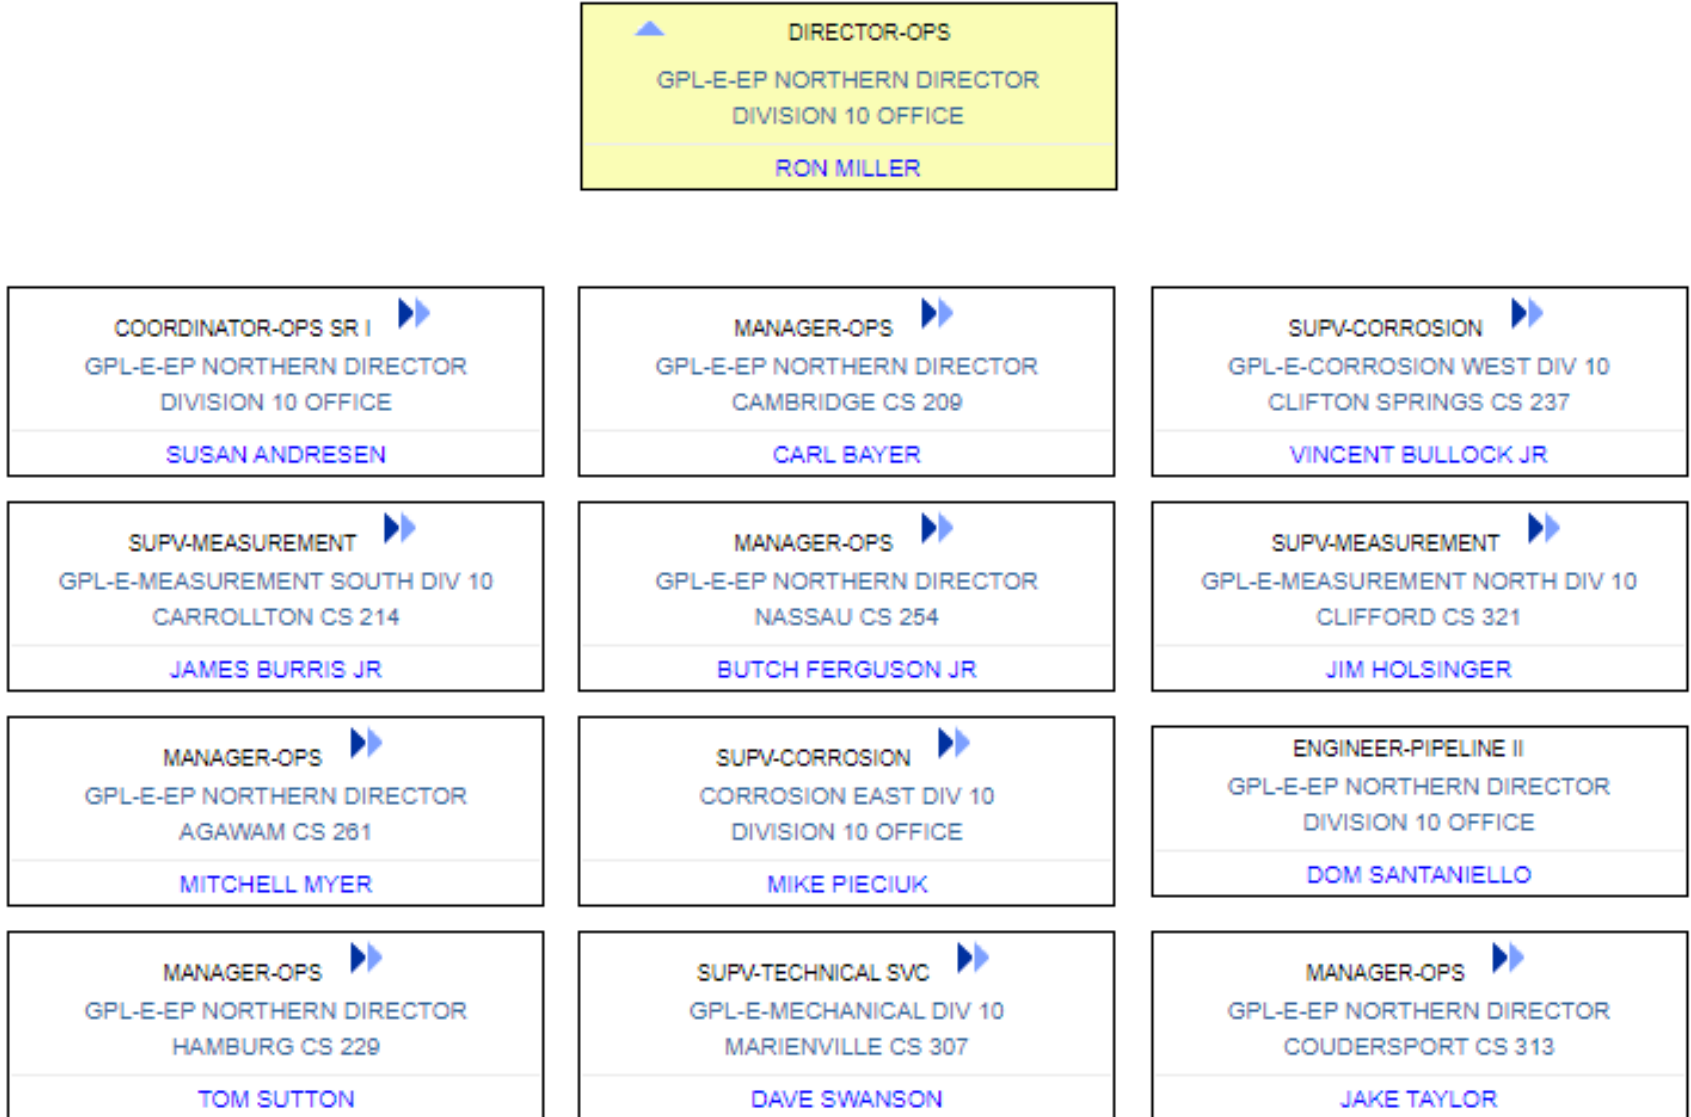 DIRECTOR-OPS
GPL-E-EP NORTHERN DIRECTOR
DIVISION 10 OFFICE
RON MILLER
COORDINATOR-OPS SR I
GPL-E-EP NORTHERN DIRECTOR
DIVISION 10 OFFICE
SUSAN ANDRESEN
MANAGER-OPS
GPL-E-EP NORTHERN DIRECTOR
CAMBRIDGE CS 209
CARL BAYER
SUPV-CORROSION
GPL-E-CORROSION WEST DIV 10
CLIFTON SPRINGS CS 237
VINCENT BULLOCK JR
SUPV-MEASUREMENT
GPL-E-MEASUREMENT SOUTH DIV 10
CARROLLTON CS 214
JAMES BURRIS JR
MANAGER-OPS
GPL-E-EP NORTHERN DIRECTOR
NASSAU CS 254
BUTCH FERGUSON JR
SUPV-MEASUREMENT
GPL-E-MEASUREMENT NORTH DIV 10
CLIFFORD CS 321
JIM HOLSINGER
MANAGER-OPS
GPL-E-EP NORTHERN DIRECTOR
AGAWAM CS 261
MITCHELL MYER
SUPV-CORROSION
CORROSION EAST DIV 10
DIVISION 10 OFFICE
MIKE PIECIUK
ENGINEER-PIPELINE II
GPL-E-EP NORTHERN DIRECTOR
DIVISION 10 OFFICE
DOM SANTANIELLO
MANAGER-OPS
GPL-E-EP NORTHERN DIRECTOR
HAMBURG CS 229
TOM SUTTON
SUPV-TECHNICAL SVC
GPL-E-MECHANICAL DIV 10
MARIENVILLE CS 307
DAVE SWANSON
MANAGER-OPS
GPL-E-EP NORTHERN DIRECTOR
COUDERSPORT CS 313
JAKE TAYLOR